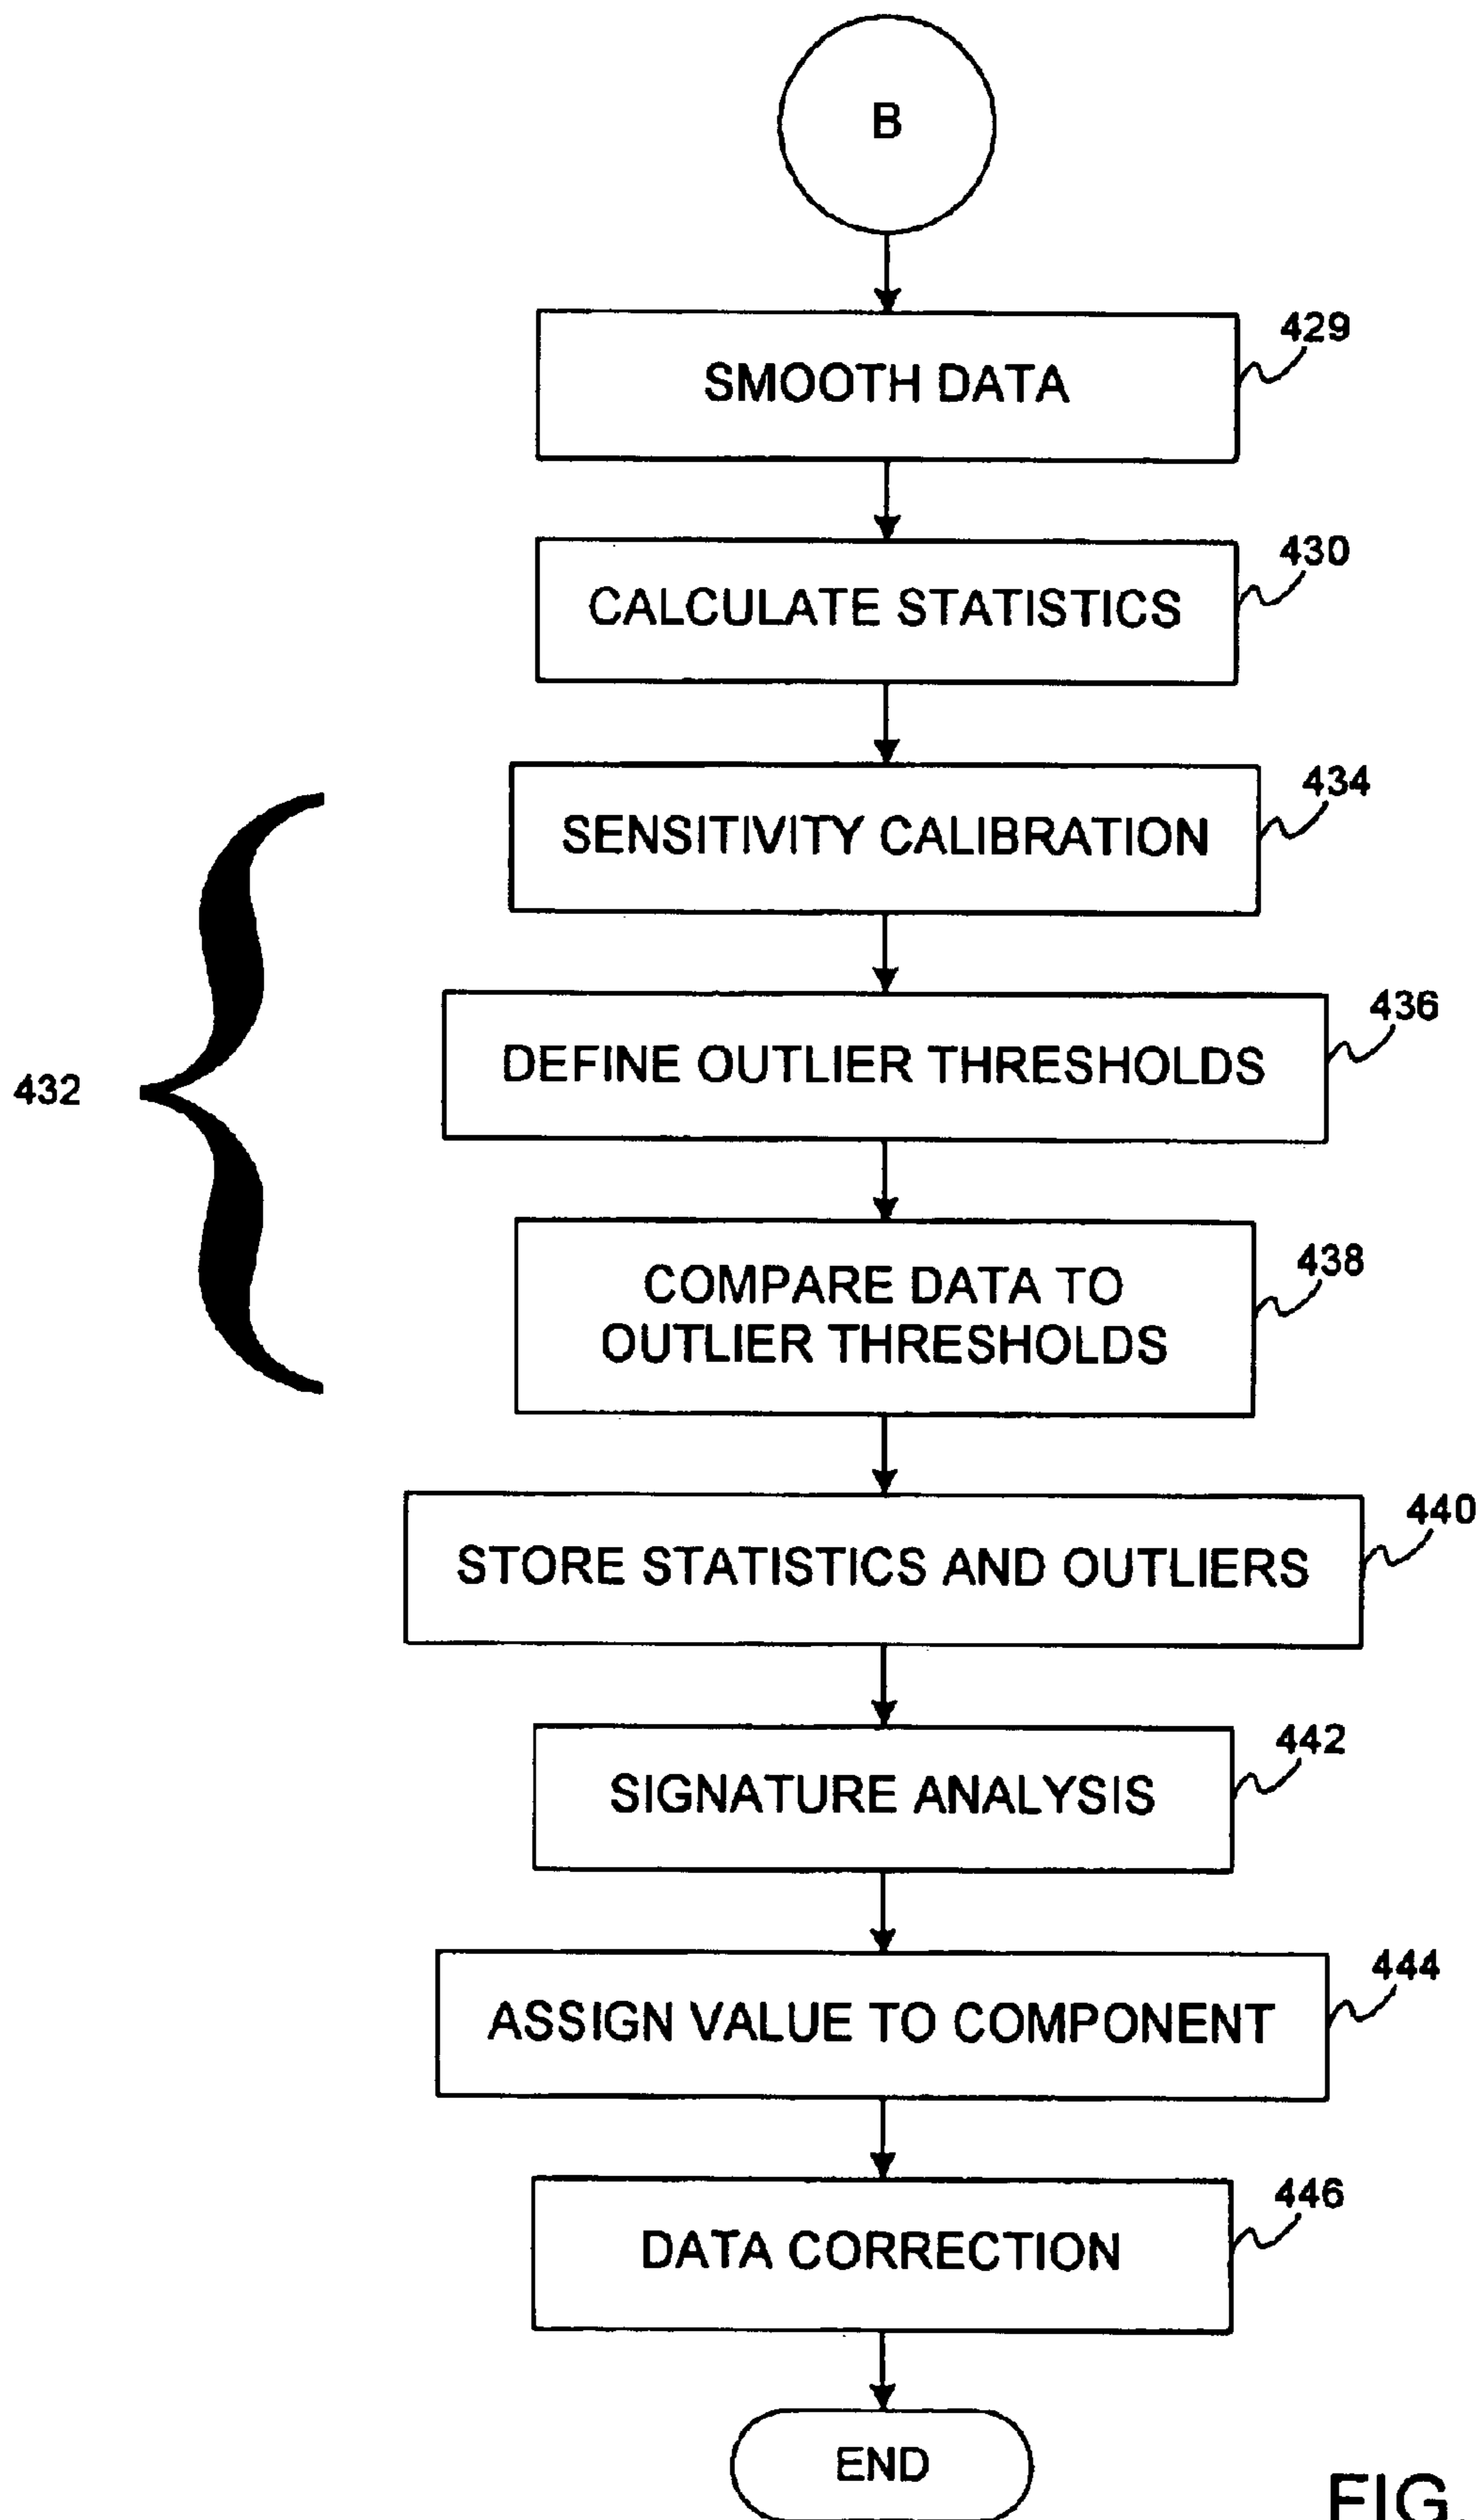 B
SMOOTH DATA
429
CALCULATE STATISTICS
430
SENSITIVITY CALIBRATION
434
DEFINE OUTLIER THRESHOLDS
436
432
COMPARE DATA TO
OUTLIER THRESHOLDS
438
STORE STATISTICS AND OUTLIERS
440
SIGNATURE ANALYSIS
442
ASSIGN VALUE TO COMPONENT
444
DATA CORRECTION
446
END
FIG.